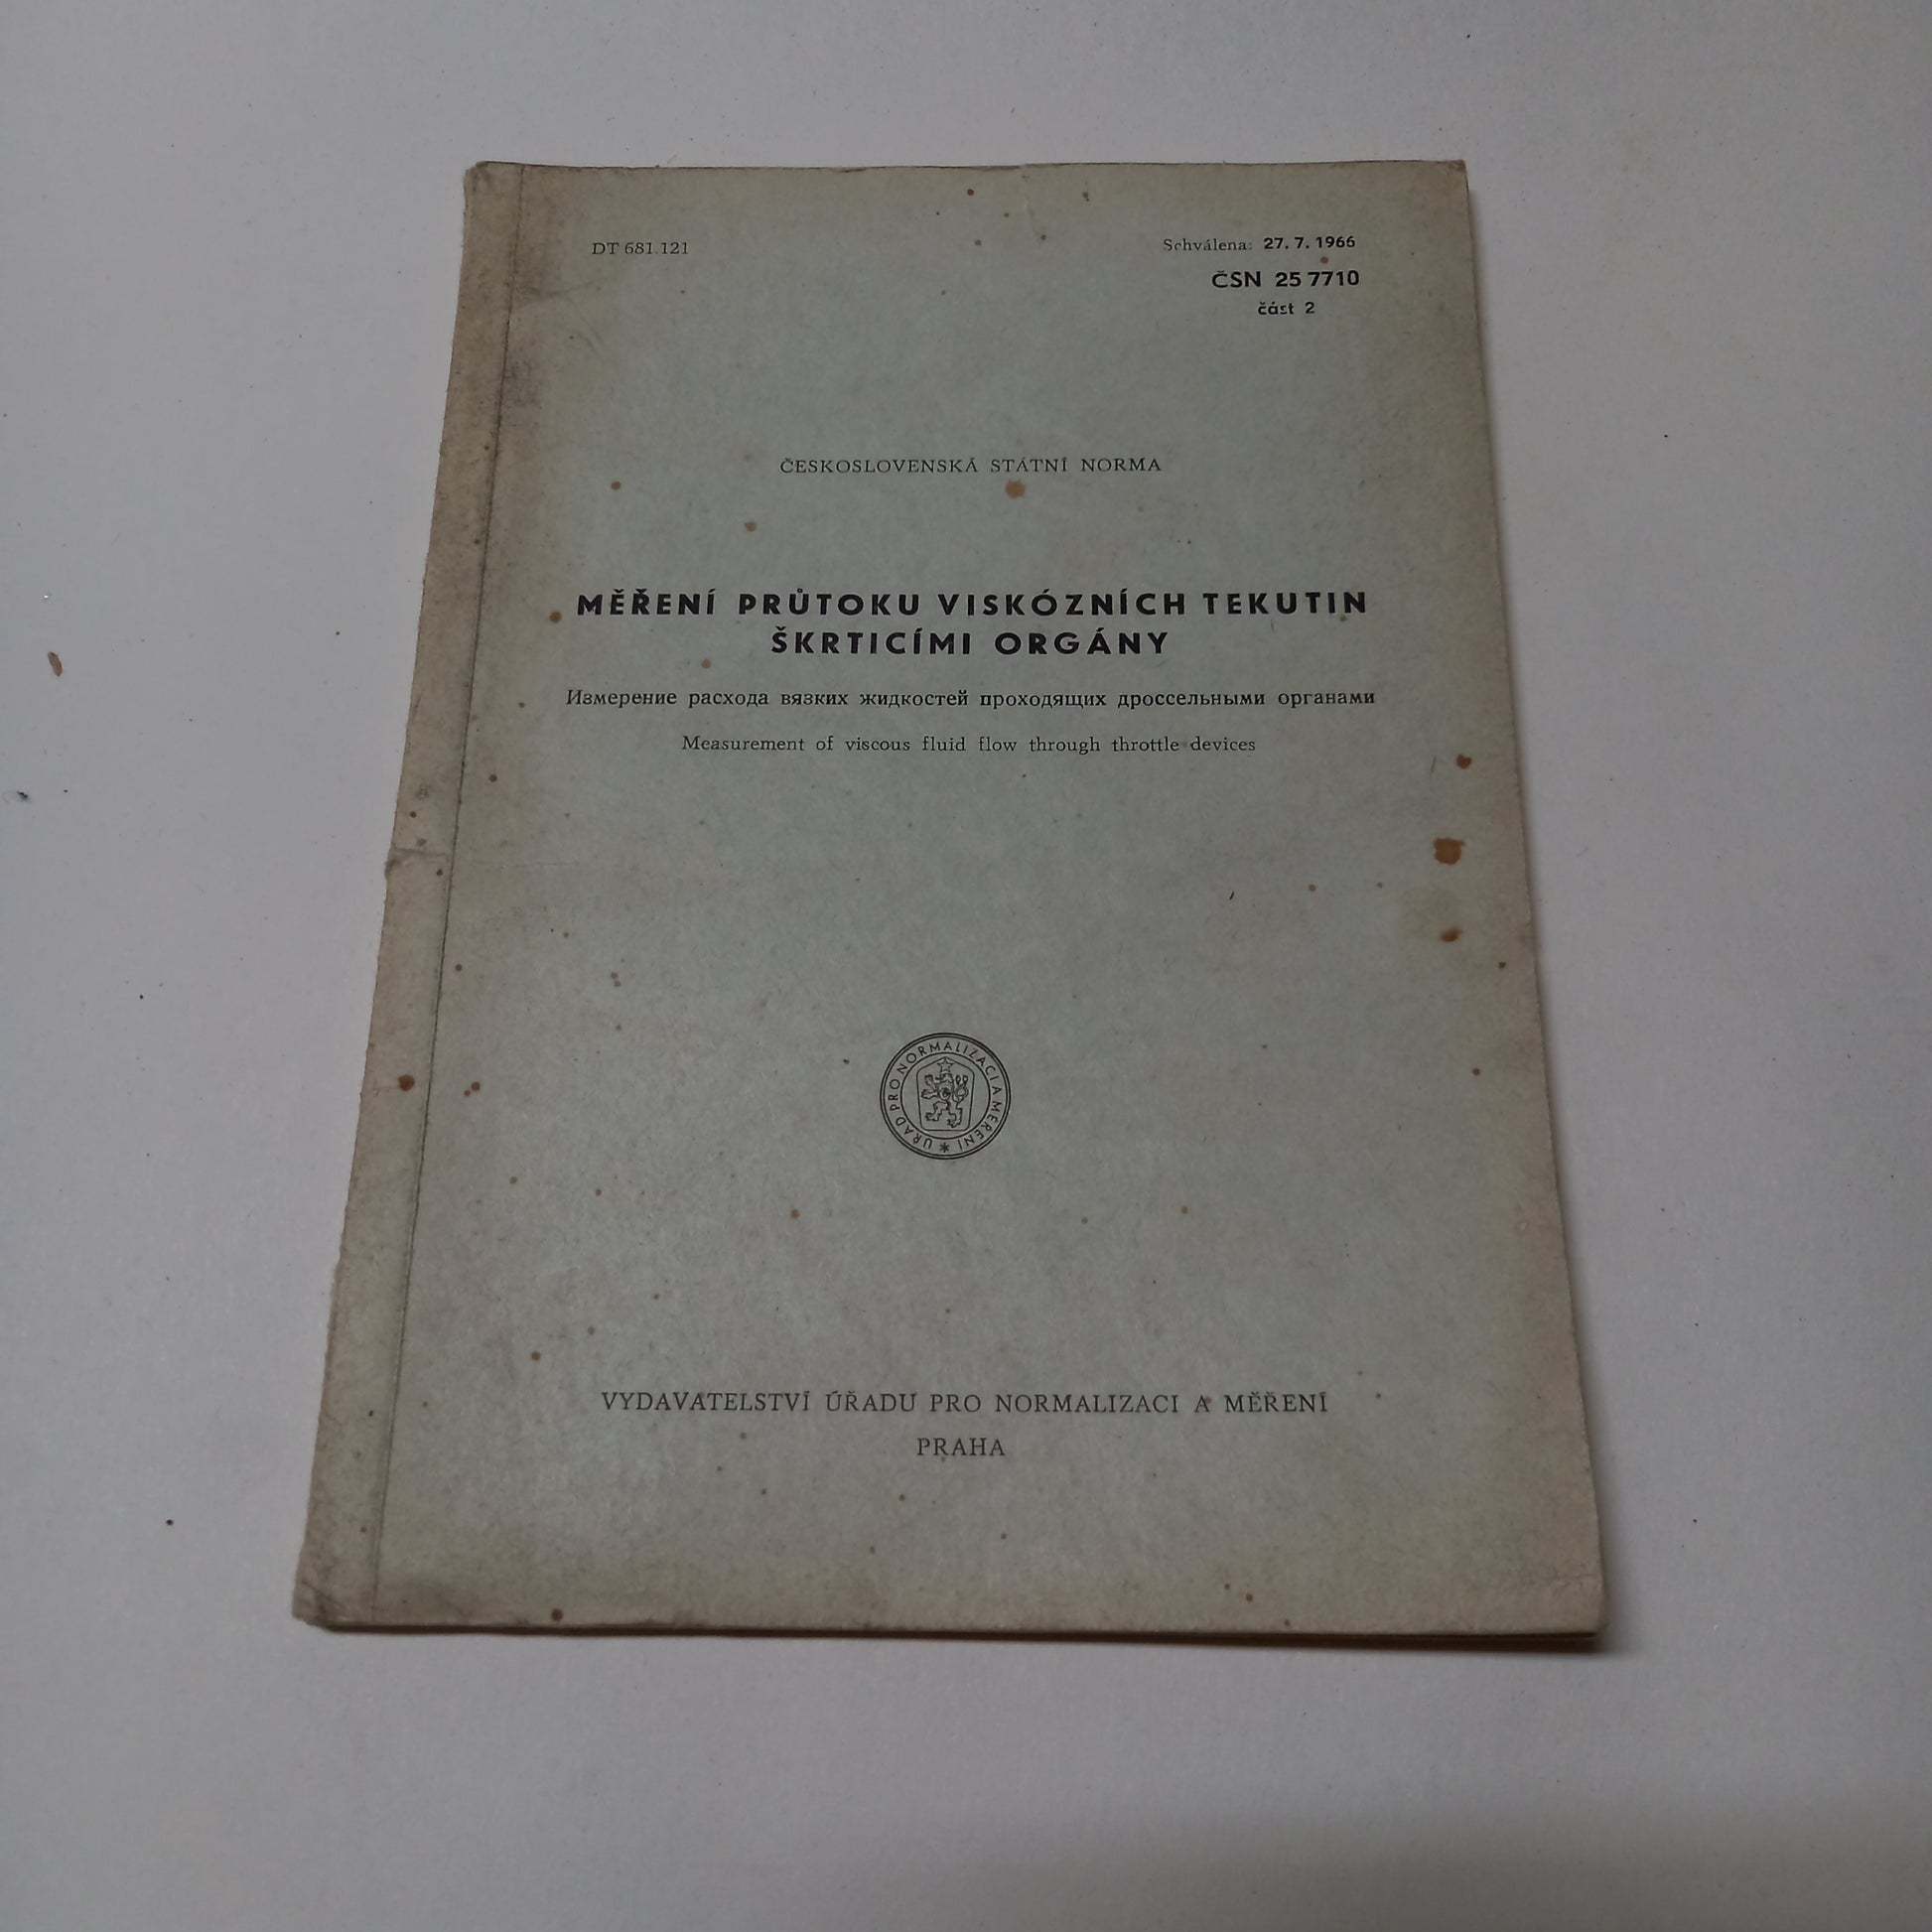 DT 681.121
Schválena: 27. 7. 1966
ČSN 25 7710
část 2
ČESKOSLOVENSKÁ STÁTNÍ NORMA
MĚŘENÍ PRŮTOKU VISKÓZNÍCH TEKUTIN
ŠKRTICÍMI ORGÁNY
Измерение расхода вязких жидкостей проходящих дроссельными органами
Measurement of viscous fluid flow through throttle devices
ÚŘAD PRO NORMALIZACI A MĚŘENÍ *
VYDAVATELSTVÍ ÚŘADU PRO NORMALIZACI A MĚŘENÍ
PRAHA